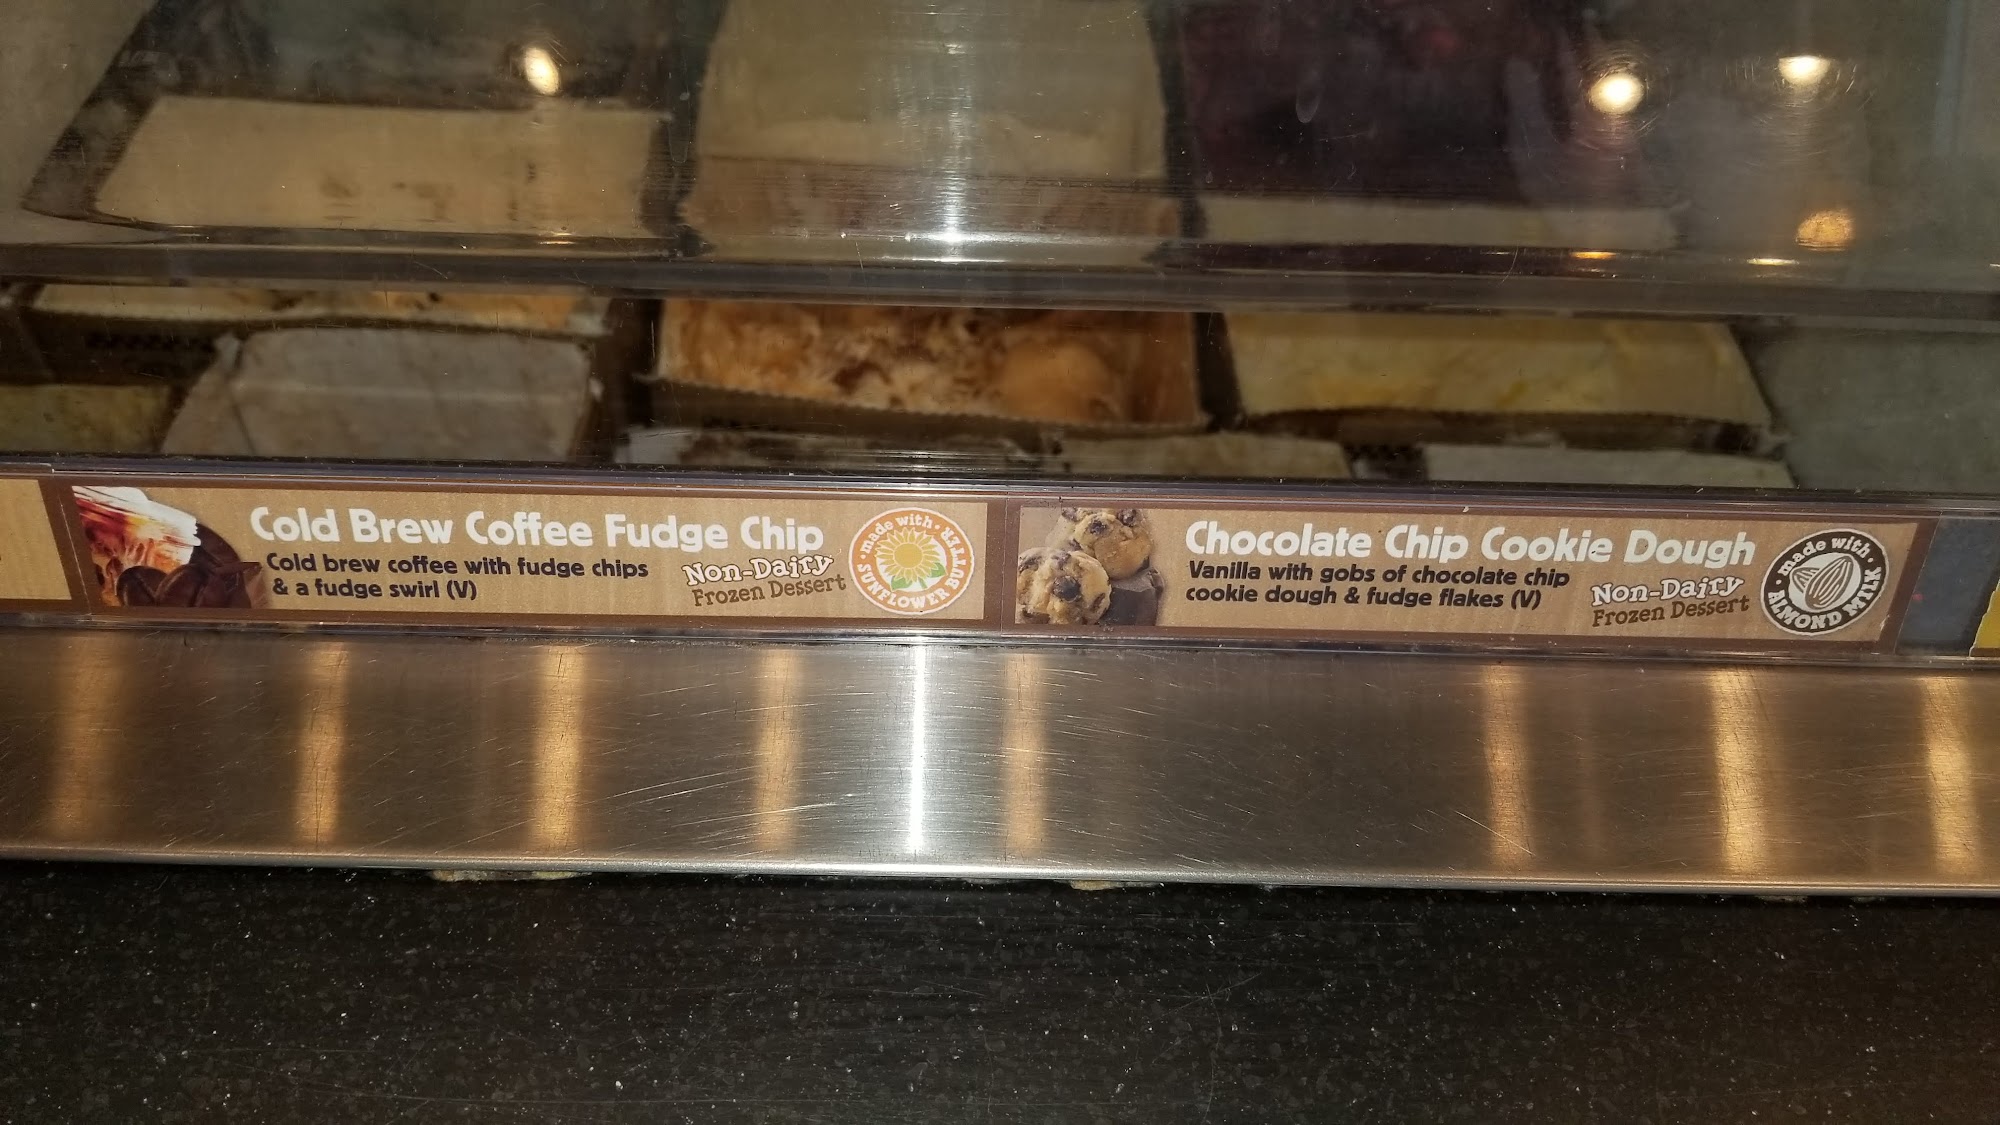 Cold Brew Coffee Fudge Chip
Cold brew coffee with fudge chips
& a fudge swirl (V)
Non-Dairy
Frozen Dessert
made with
SUNFLOWER BUTTER
Chocolate Chip Cookie Dough
Vanilla with gobs of chocolate chip
cookie dough & fudge flakes (V)
Non-Dairy
Frozen Dessert
made with
ALMOND MILK